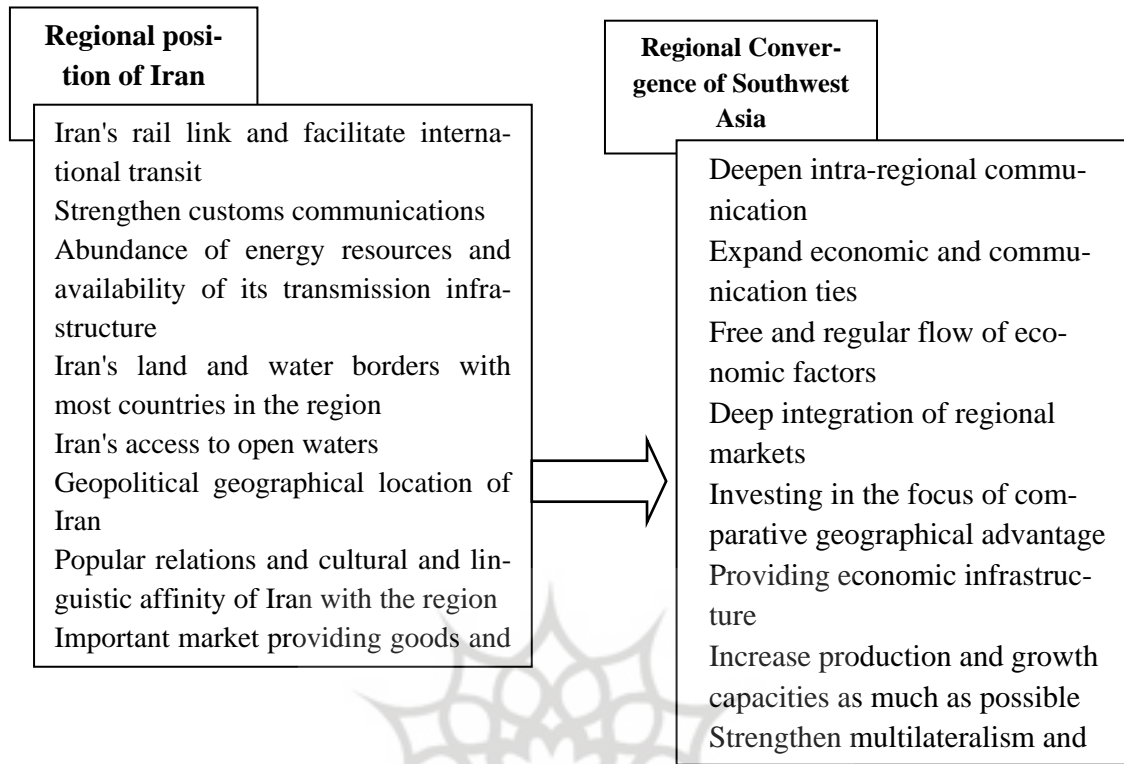 Regional posi-
tion of Iran
Iran's rail link and facilitate interna-
tional transit
Strengthen customs communications
Abundance of energy resources and
availability of its transmission infra-
structure
Iran's land and water borders with
most countries in the region
Iran's access to open waters
Geopolitical geographical location of
Iran
Popular relations and cultural and lin-
guistic affinity of Iran with the region
Important market providing goods and
Regional Conver-
gence of Southwest
Asia
Deepen intra-regional commu-
nication
Expand economic and commu-
nication ties
Free and regular flow of eco-
nomic factors
Deep integration of regional
markets
Investing in the focus of com-
parative geographical advantage
Providing economic infrastruc-
ture
Increase production and growth
capacities as much as possible
Strengthen multilateralism and